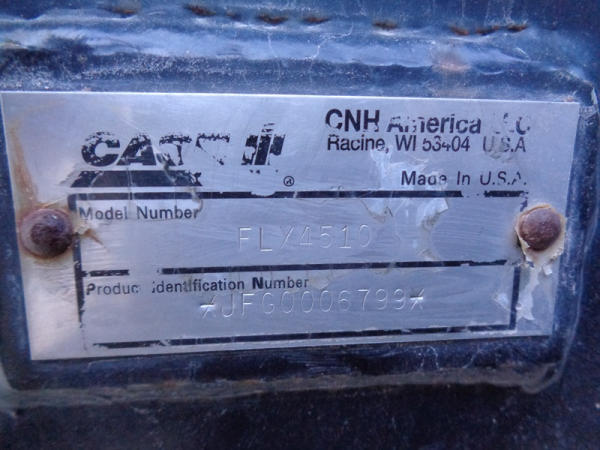 CNH America LLC
CASE IH
Racine, WI 53404 U.S.A
Made In U.S.A.
®
Model Number
FLX4510
Product Identification Number
*JFG0006799*